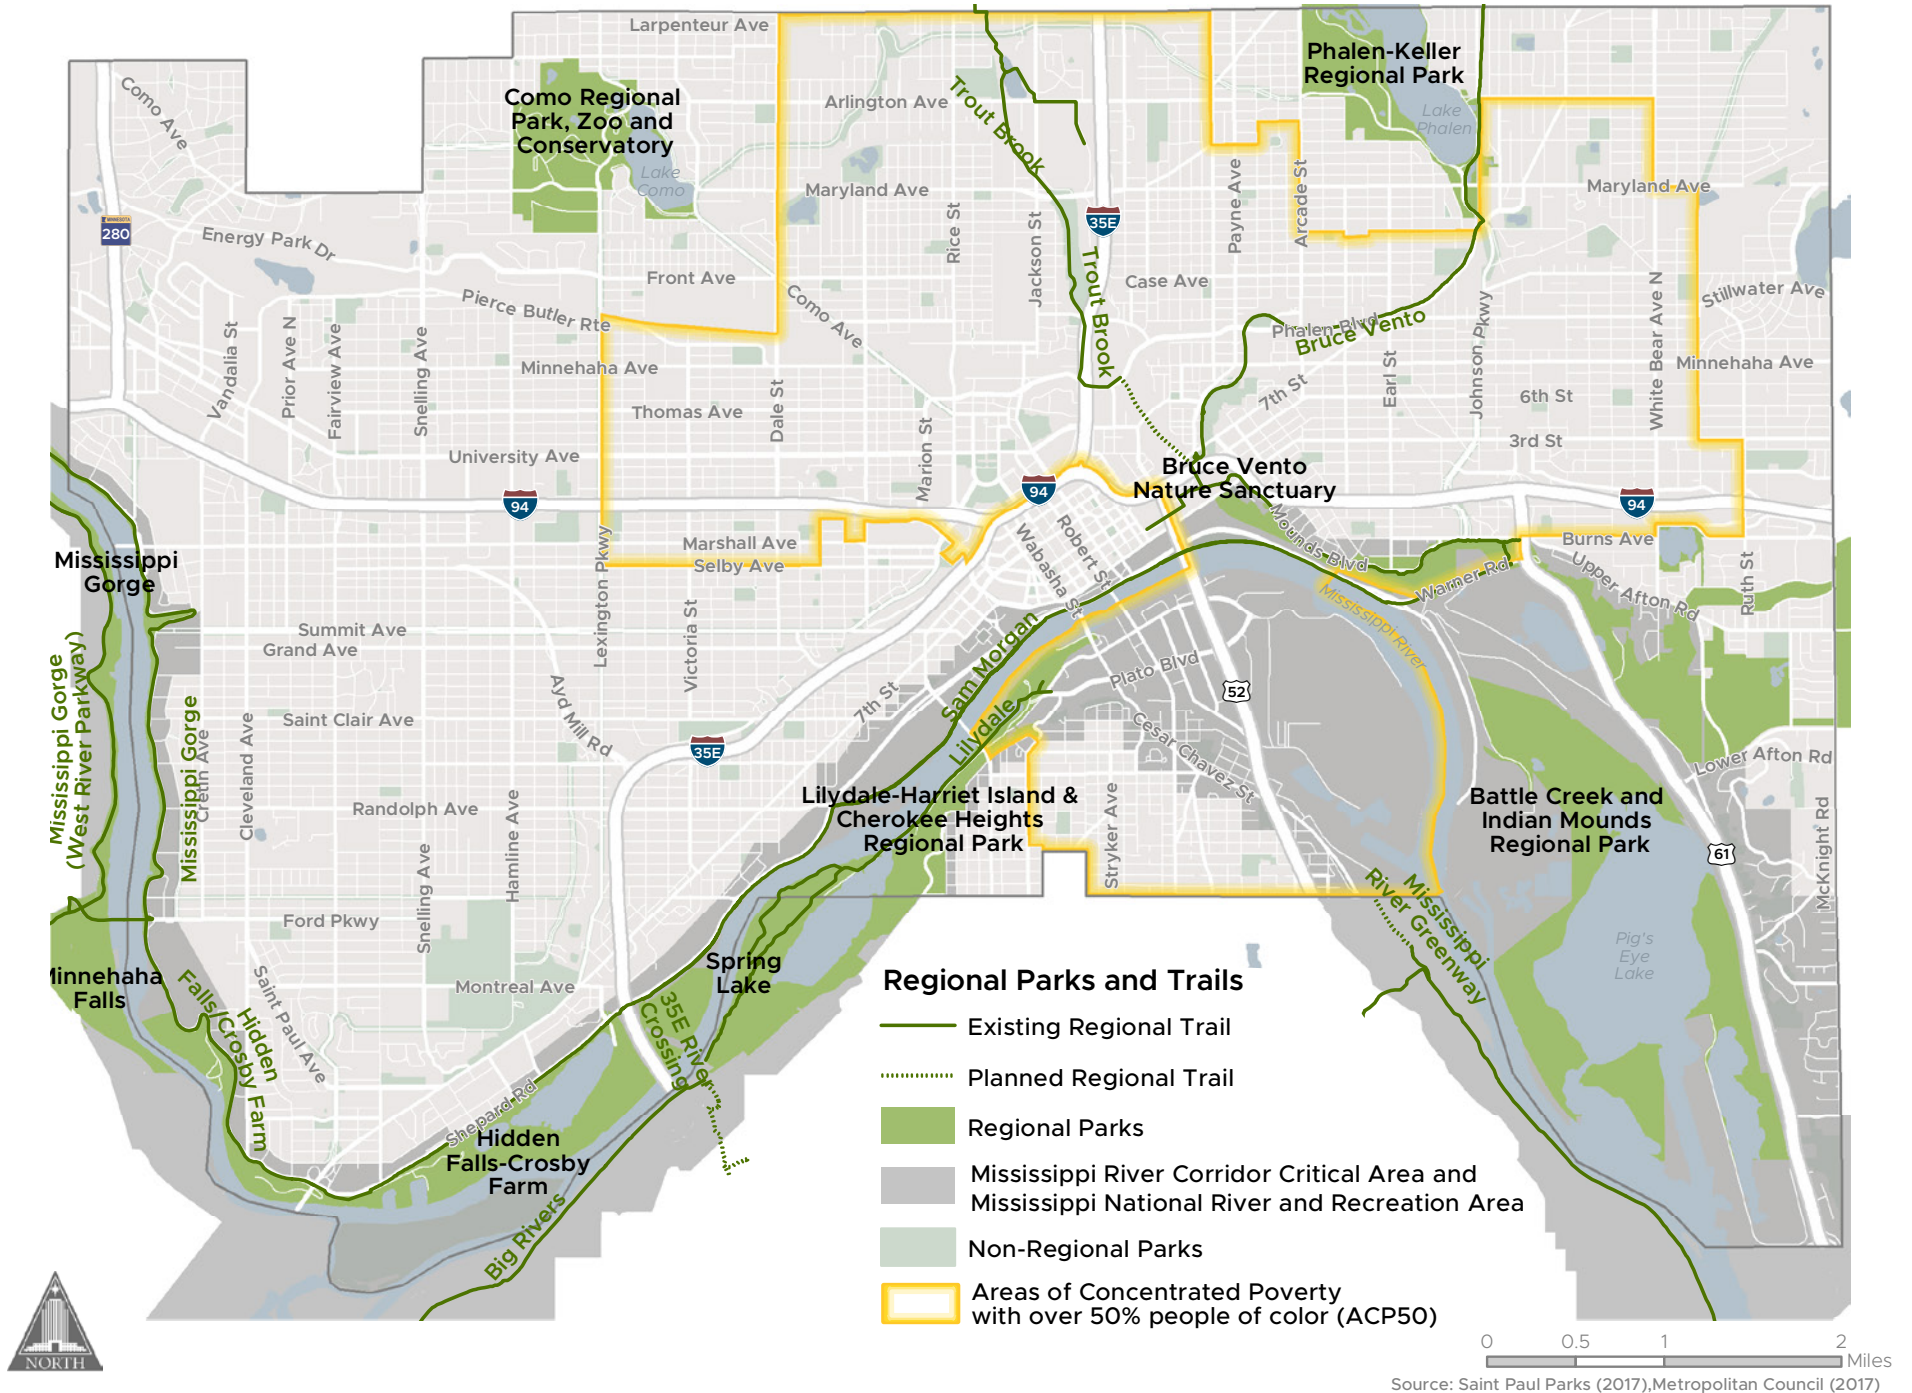 Larpenteur Ave
Como Ave
Como Regional
Park, Zoo and
Conservatory
Lake
Como
Arlington Ave
Trout Brook
Phalen-Keller
Regional Park
Lake
Phalen
Maryland Ave
Maryland Ave
MINNESOTA
280
Energy Park Dr
Rice St
Jackson St
35E
Payne Ave
Arcade St
Front Ave
Trout Brook
Case Ave
Pierce Butler Rte
Como Ave
Phalen Blvd
Bruce Vento
Johnson Pkwy
White Bear Ave N
Stillwater Ave
Vandalia St
Prior Ave N
Fairview Ave
Snelling Ave
Minnehaha Ave
Minnehaha Ave
Thomas Ave
Dale St
7th St
Earl St
6th St
3rd St
University Ave
Marion St
Bruce Vento
Nature Sanctuary
94
94
94
Mississippi
Gorge
Lexington Pkwy
Marshall Ave
Selby Ave
Wabasha St
Robert St
Mounds Blvd
Warner Rd
Burns Ave
Upper Afton Rd
Ruth St
Mississippi River
Summit Ave
Grand Ave
Victoria St
Mississippi Gorge
(West River Parkway)
Mississippi Gorge
Cretin Ave
Cleveland Ave
Saint Clair Ave
Ayd Mill Rd
35E
7th St
Sam Morgan
Lilydale
Plato Blvd
52
Cesar Chavez St
Lower Afton Rd
Randolph Ave
Hamline Ave
Snelling Ave
Lilydale-Harriet Island &
Cherokee Heights
Regional Park
Stryker Ave
Battle Creek and
Indian Mounds
Regional Park
61
McKnight Rd
Ford Pkwy
Mississippi
River Greenway
Pig's
Eye
Lake
Minnehaha
Falls
Hidden
Falls/Crosby Farm
Saint Paul Ave
Montreal Ave
Spring
Lake
35E River
Crossing
Shepard Rd
Hidden
Falls-Crosby
Farm
Big Rivers
Regional Parks and Trails
Existing Regional Trail
Planned Regional Trail
Regional Parks
Mississippi River Corridor Critical Area and
Mississippi National River and Recreation Area
Non-Regional Parks
Areas of Concentrated Poverty
with over 50% people of color (ACP50)
NORTH
0 0.5 1 2
Miles
Source: Saint Paul Parks (2017),Metropolitan Council (2017)